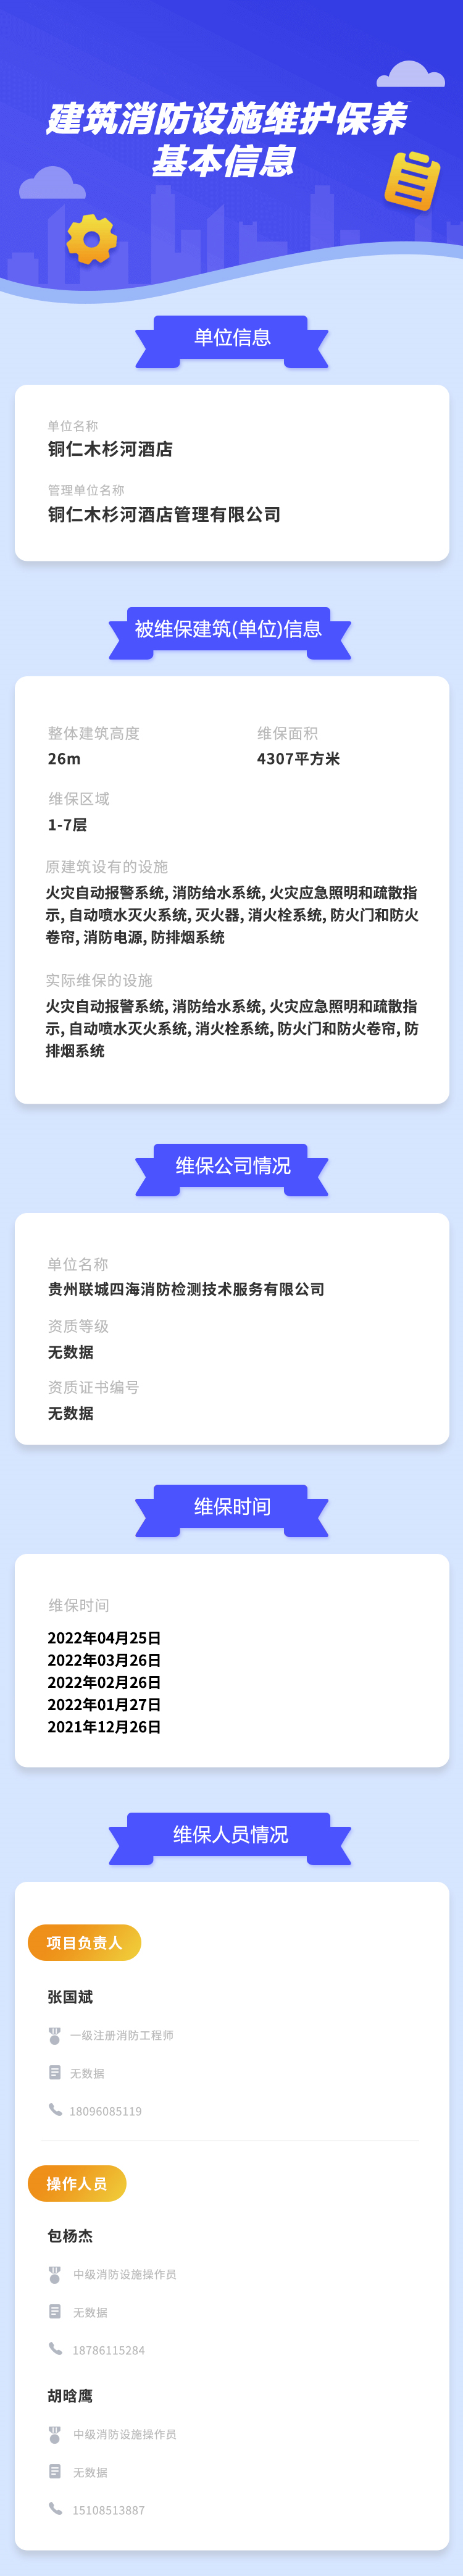 建筑消防设施维护保养
基本信息
单位信息
单位名称
铜仁木杉河酒店
管理单位名称
铜仁木杉河酒店管理有限公司
被维保建筑(单位)信息
整体建筑高度 维保面积
26m 4307平方米
维保区域
1-7层
原建筑设有的设施
火灾自动报警系统, 消防给水系统, 火灾应急照明和疏散指
示, 自动喷水灭火系统, 灭火器, 消火栓系统, 防火门和防火
卷帘, 消防电源, 防排烟系统
实际维保的设施
火灾自动报警系统, 消防给水系统, 火灾应急照明和疏散指
示, 自动喷水灭火系统, 消火栓系统, 防火门和防火卷帘, 防
排烟系统
维保公司情况
单位名称
贵州联城四海消防检测技术服务有限公司
资质等级
无数据
资质证书编号
无数据
维保时间
维保时间
2022年04月25日
2022年03月26日
2022年02月26日
2022年01月27日
2021年12月26日
维保人员情况
项目负责人
张国斌
一级注册消防工程师
无数据
18096085119
操作人员
包杨杰
中级消防设施操作员
无数据
18786115284
胡晗鹰
中级消防设施操作员
无数据
15108513887